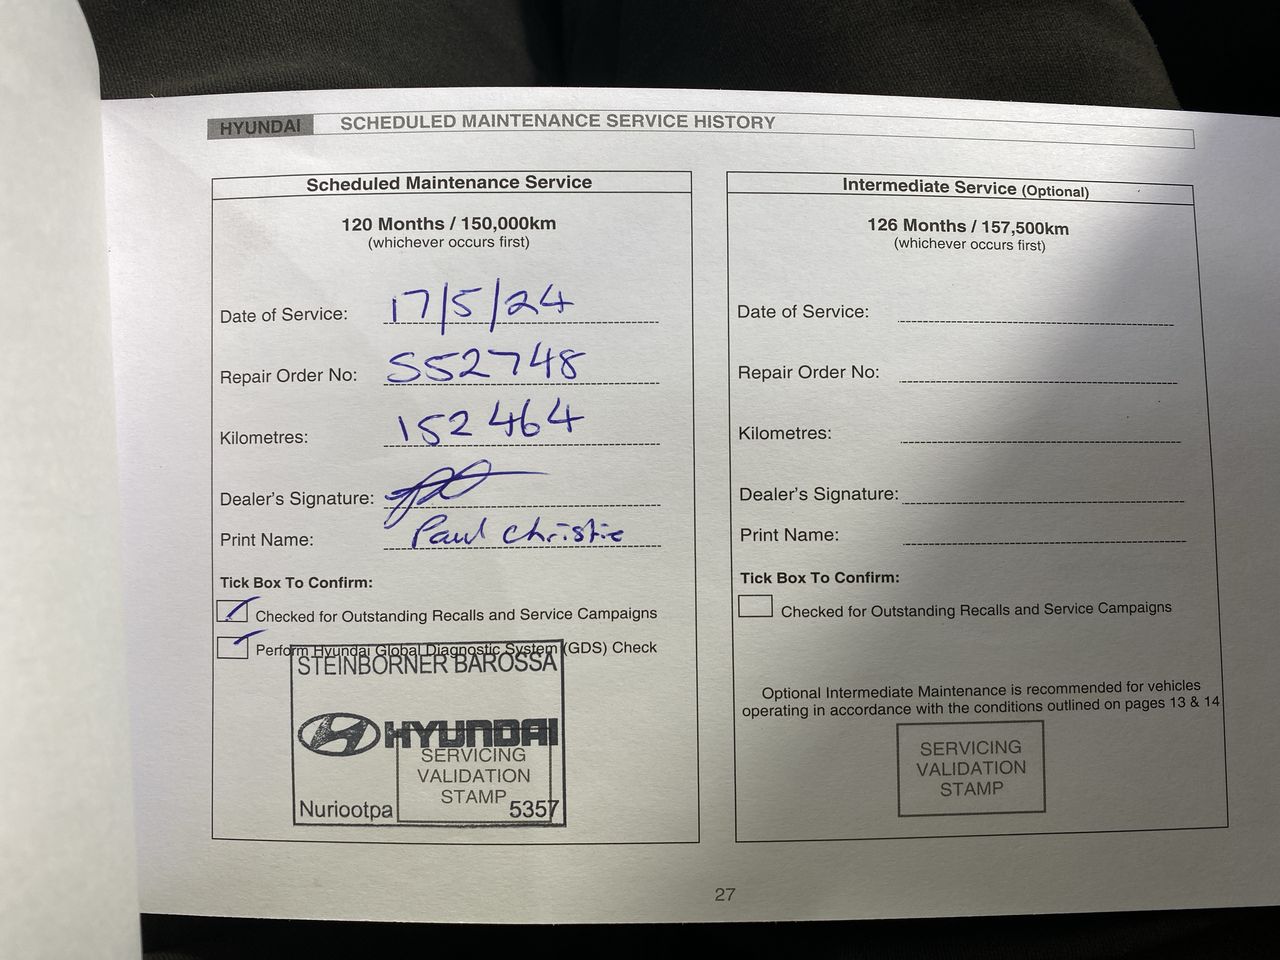 HYUNDAI SCHEDULED MAINTENANCE SERVICE HISTORY
Scheduled Maintenance Service
120 Months / 150,000km
(whichever occurs first)
Date of Service: 17/5/24
Repair Order No: S52748
Kilometres: 152 464
Dealer's Signature:
Print Name: Paul Christie
Tick Box To Confirm:
Checked for Outstanding Recalls and Service Campaigns
Perform Hyundai Global Diagnostic System (GDS) Check
STEINBORNER BAROSSA
HYUNDAI
SERVICING
VALIDATION
STAMP
Nuriootpa 5357
Intermediate Service (Optional)
126 Months / 157,500km
(whichever occurs first)
Date of Service:
Repair Order No:
Kilometres:
Dealer's Signature:
Print Name:
Tick Box To Confirm:
Checked for Outstanding Recalls and Service Campaigns
Optional Intermediate Maintenance is recommended for vehicles
operating in accordance with the conditions outlined on pages 13 & 14
SERVICING
VALIDATION
STAMP
27